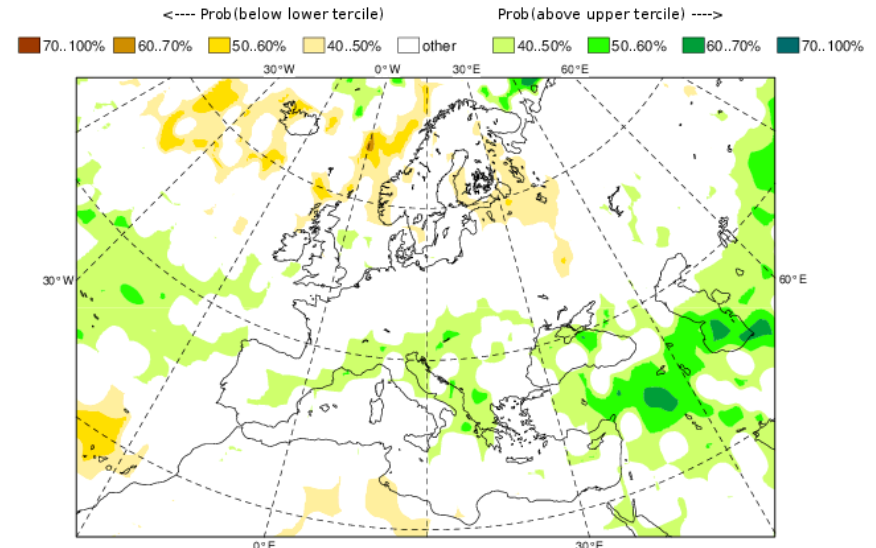 <---- Prob(below lower tercile) Prob(above upper tercile) ---->
70..100% 60..70% 50..60% 40..50% other 40..50% 50..60% 60..70% 70..100%
30°W 0°W 30°E 60°E
30°W 60°E
0°E 30°E